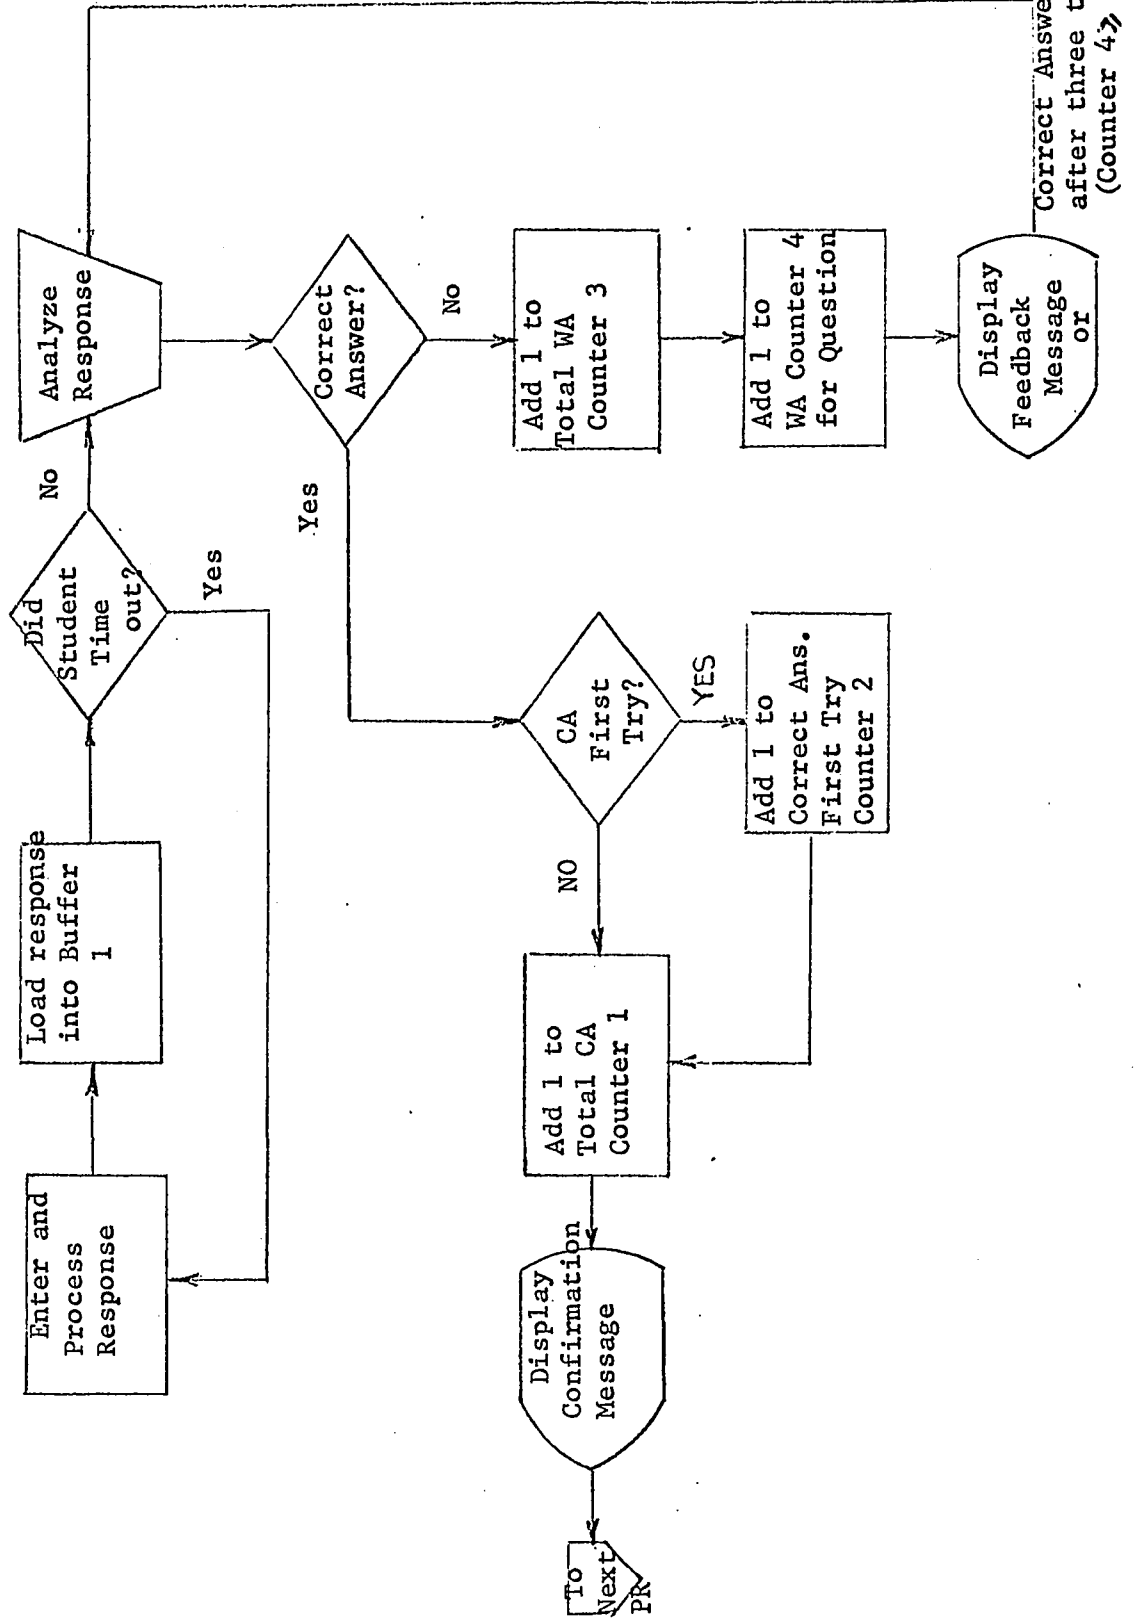 Enter and
Process
Response
Load response
into Buffer
1
Did
Student
Time
out?
No
Yes
Analyze
Response
Correct
Answer?
Yes
No
Add 1 to
Total WA
Counter 3
Add 1 to
WA Counter 4
for Question
Display
Feedback
Message
or
Correct Answe
after three t
(Counter 4≥
CA
First
Try?
YES
NO
Add 1 to
Correct Ans.
First Try
Counter 2
Add 1 to
Total CA
Counter 1
Display
Confirmation
Message
To
Next
PR